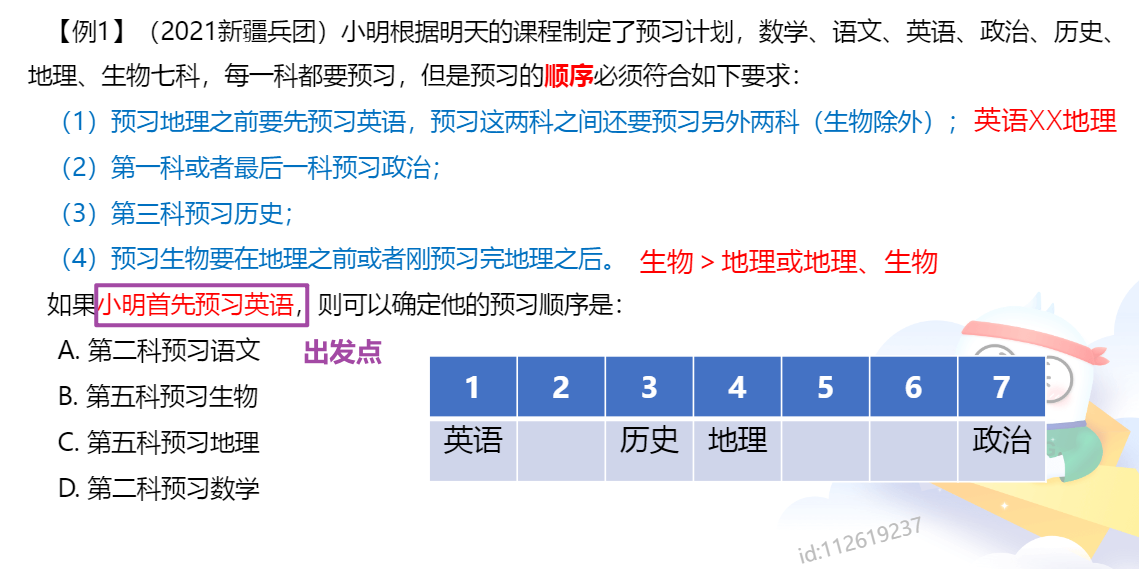 【例1】（2021新疆兵团）小明根据明天的课程制定了预习计划，数学、语文、英语、政治、历史、
地理、生物七科，每一科都要预习，但是预习的顺序必须符合如下要求：
（1）预习地理之前要先预习英语，预习这两科之间还要预习另外两科（生物除外）；英语XX地理
（2）第一科或者最后一科预习政治；
（3）第三科预习历史；
（4）预习生物要在地理之前或者刚预习完地理之后。 生物＞地理或地理、生物
如果小明首先预习英语，则可以确定他的预习顺序是：
A. 第二科预习语文 出发点
B. 第五科预习生物
C. 第五科预习地理
D. 第二科预习数学
1 2 3 4 5 6 7
英语 历史 地理 政治
id:112619237